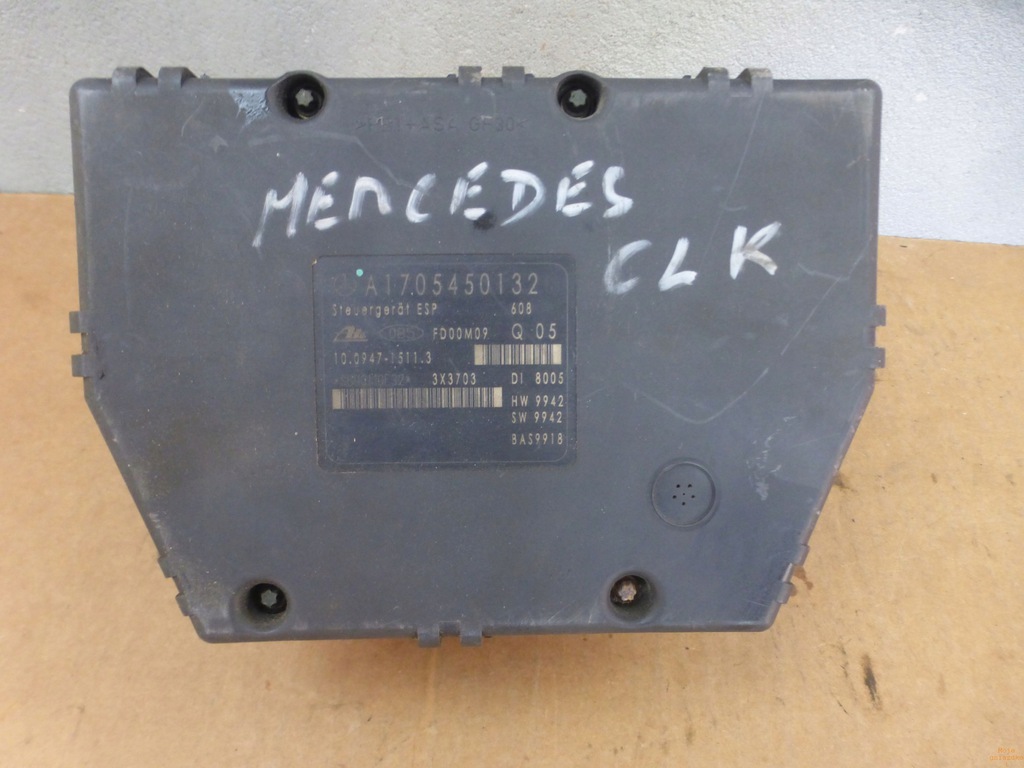 MERCEDES
CLK
A1705450132
Steuergerät ESP 608
FD00M09 Q 05
10.0947-1511.3
3X3703 DI 8005
HW 9942
SW 9942
BAS9918